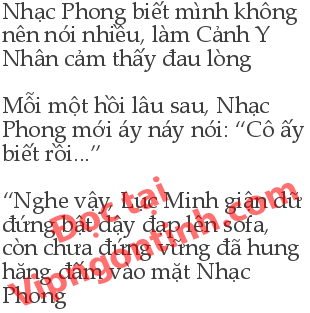 Nhạc Phong biết mình không
nên nói nhiều, làm Cảnh Y
Nhân cảm thấy đau lòng
Mỗi một hồi lâu sau, Nhạc
Phong mới áy náy nói: “Cô ấy
biết rồi...”
“Nghe vậy, Lục Minh giận dữ
đứng bật dậy đạp lên sofa,
còn chưa đứng vững đã hung
hăng đấm vào mặt Nhạc
Phong
Đọc tại
Vipngontinh.com